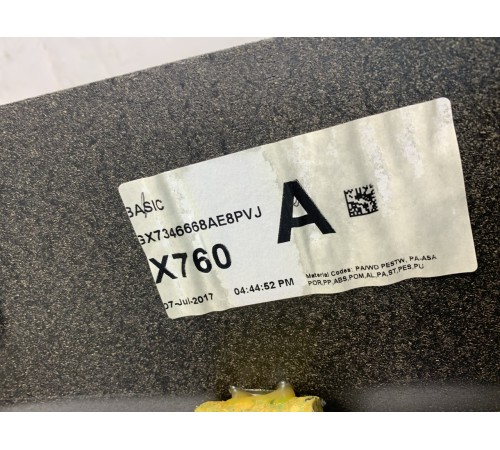 BASIC
GX7346668AE8PVJ
A
X760
07-Jul-2017 04:44:52 PM
Material Codes: PA/WD PESTW, PA-ASA
POR,PP,ABS,POM,AL,PA,ST,PES,PU